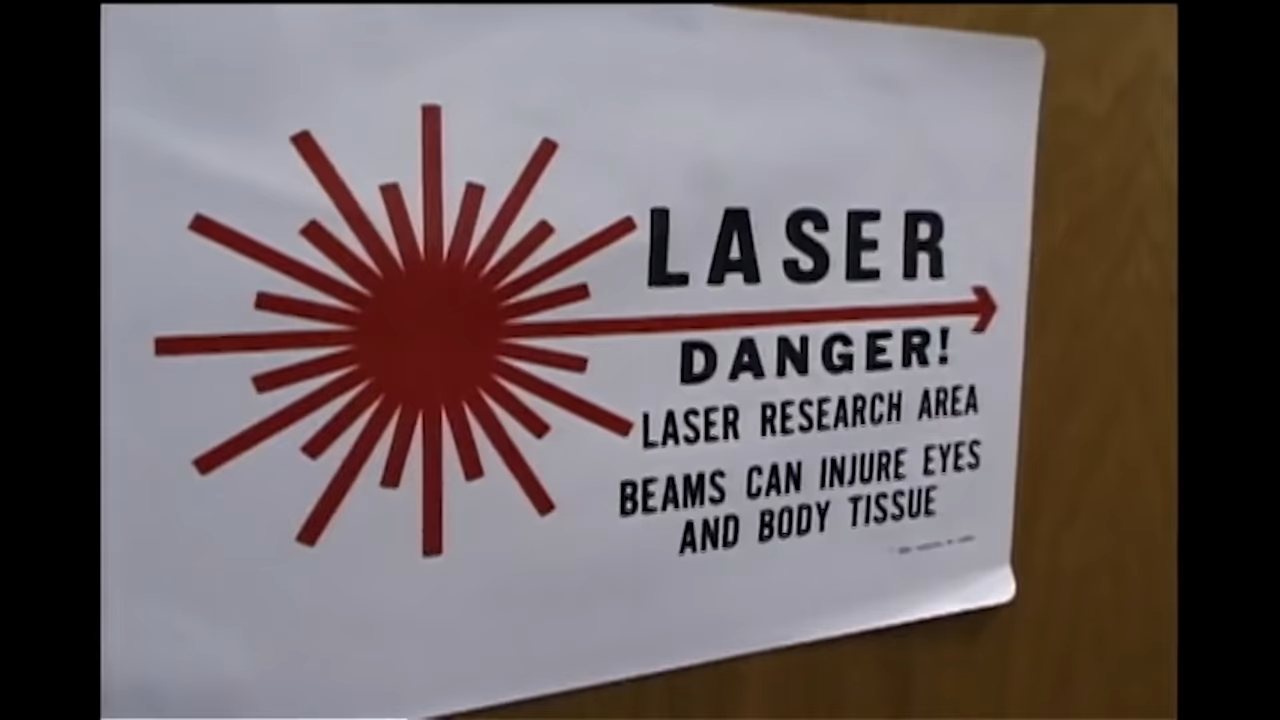 LASER
DANGER!
LASER RESEARCH AREA
BEAMS CAN INJURE EYES
AND BODY TISSUE